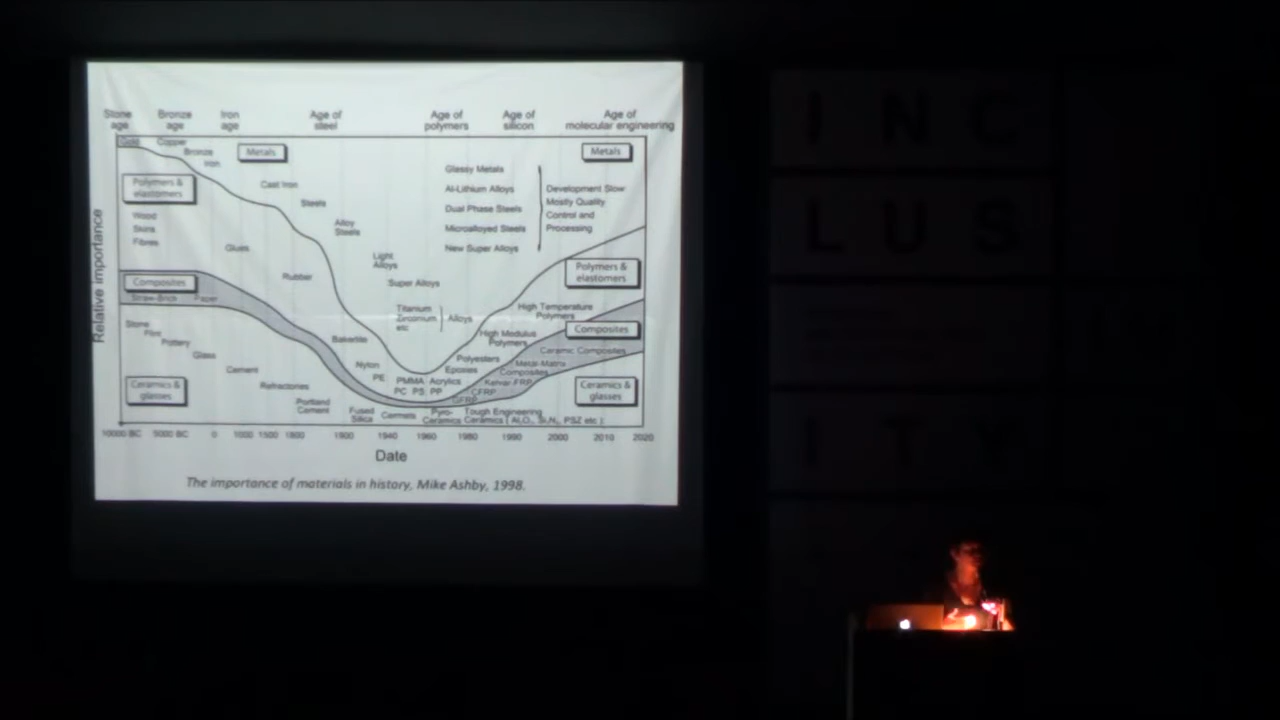 Stone age
Bronze age
Iron age
Age of steel
Age of polymers
Age of silicon
Age of molecular engineering
Gold
Copper
Bronze
Iron
Metals
Metals
Polymers & elastomers
Wood
Skins
Fibres
Glues
Cast Iron
Steels
Alloy Steels
Light Alloys
Super Alloys
Rubber
Titanium
Zirconium
etc
Alloys
Glassy Metals
Al-Lithium Alloys
Dual Phase Steels
Microalloyed Steels
New Super Alloys
Development Slow
Mostly Quality
Control and
Processing
Polymers & elastomers
Composites
Straw-Brick Paper
High Temperature
Polymers
High Modulus
Polymers
Composites
Ceramic Composites
Stone
Flint
Pottery
Glass
Cement
Refractories
Portland Cement
Bakerlite
Nylon
PE
PMMA Acrylics
PC PS PP
Polyesters
Epoxies
Metal-Matrix
Composites
Kevlar-FRP
CFRP
GFRP
Ceramics & glasses
Ceramics & glasses
Fused Silica
Cermets
Pyro-Ceramics
Tough Engineering
Ceramics ( Al₂O₃, Si₃N₄, PSZ etc )
Relative importance
10000 BC 5000 BC 0 1000 1500 1800 1900 1940 1960 1980 1990 2000 2010 2020
Date
The importance of materials in history, Mike Ashby, 1998.
I N C
L U S
I T Y